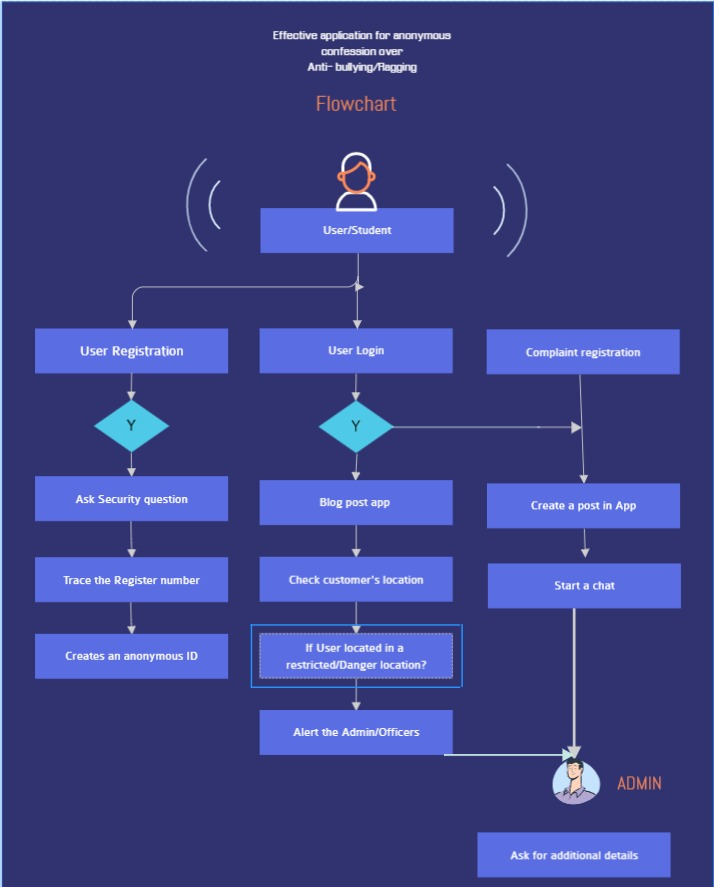 Effective application for anonymous
confession over
Anti- bullying/Ragging
Flowchart
User/Student
User Registration
User Login
Complaint registration
Y
Y
Ask Security question
Blog post app
Create a post in App
Trace the Register number
Check customer's location
Start a chat
Creates an anonymous ID
If User located in a
restricted/Danger location?
Alert the Admin/Officers
ADMIN
Ask for additional details